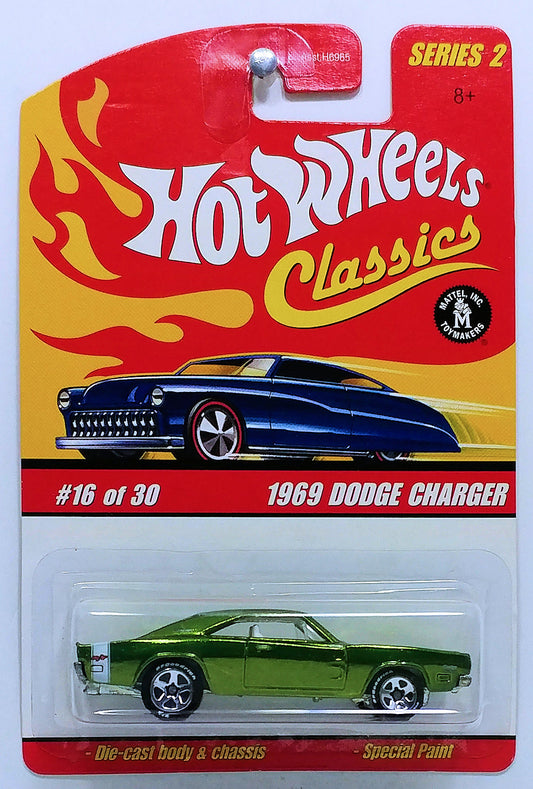 H6965
SERIES 2
8+
HOT WHEELS®
Classics
MATTEL, INC.
M
TOYMAKERS®
#16 of 30
1969 DODGE CHARGER
- Die-cast body & chassis
- Special Paint